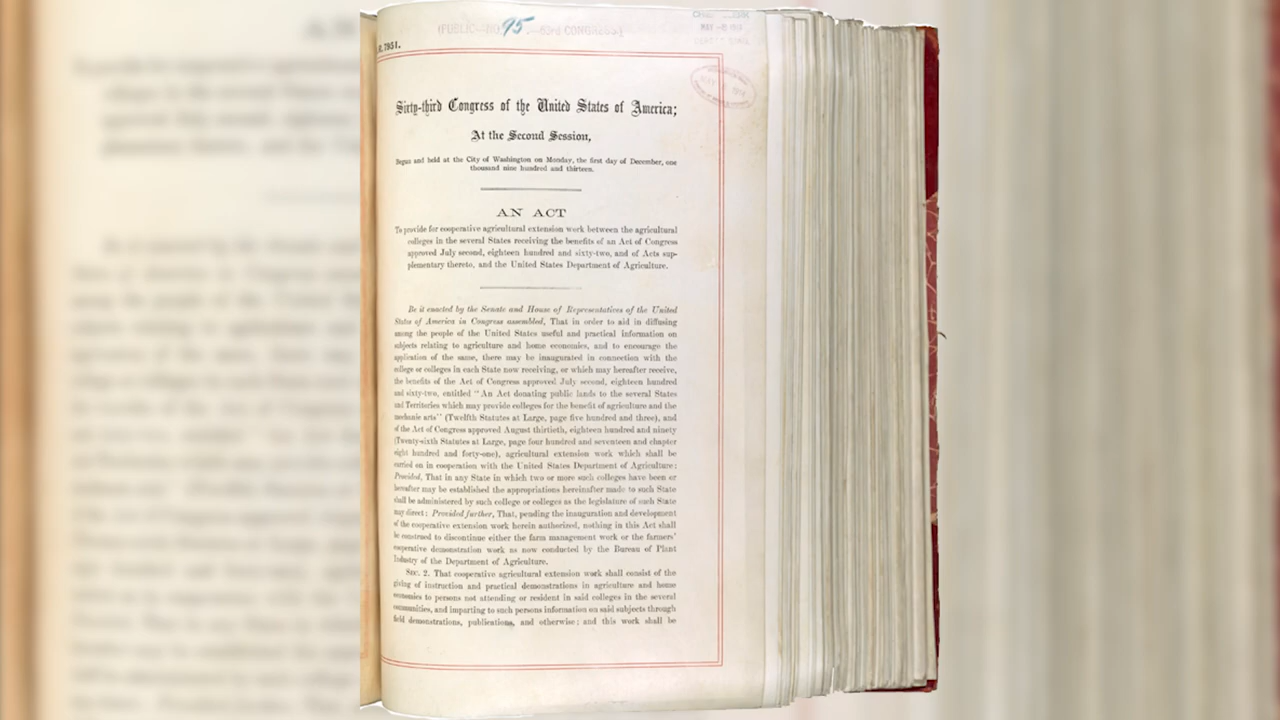 (PUBLIC—NO. 95—63RD CONGRESS)
R. 7951.
MAY
Sixty-third Congress of the United States of America;
At the Second Session,
Begun and held at the City of Washington on Monday, the first day of December, one
thousand nine hundred and thirteen.
AN ACT
To provide for cooperative agricultural extension work between the agricultural
colleges in the several States receiving the benefits of an Act of Congress
approved July second, eighteen hundred and sixty-two, and of Acts sup-
plementary thereto, and the United States Department of Agriculture.
Be it enacted by the Senate and House of Representatives of the United
States of America in Congress assembled, That in order to aid in diffusing
among the people of the United States useful and practical information on
subjects relating to agriculture and home economics, and to encourage the
application of the same, there may be inaugurated in connection with the
college or colleges in each State now receiving, or which may hereafter receive,
the benefits of the Act of Congress approved July second, eighteen hundred
and sixty-two, entitled "An Act donating public lands to the several States
and Territories which may provide colleges for the benefit of agriculture and the
mechanic arts" (Twelfth Statutes at Large, page five hundred and three), and
of the Act of Congress approved August thirtieth, eighteen hundred and ninety
(Twenty-sixth Statutes at Large, page four hundred and seventeen and chapter
eight hundred and forty-one), agricultural extension work which shall be
carried on in cooperation with the United States Department of Agriculture:
Provided, That in any State in which two or more such colleges have been or
hereafter may be established the appropriations hereinafter made to such State
shall be administered by such college or colleges as the legislature of such State
may direct: Provided further, That, pending the inauguration and development
of the cooperative extension work herein authorized, nothing in this Act shall
be construed to discontinue either the farm management work or the farmers'
cooperative demonstration work as now conducted by the Bureau of Plant
Industry of the Department of Agriculture.
SEC. 2. That cooperative agricultural extension work shall consist of the
giving of instruction and practical demonstrations in agriculture and home
economics to persons not attending or resident in said colleges in the several
communities, and imparting to such persons information on said subjects through
field demonstrations, publications, and otherwise; and this work shall be